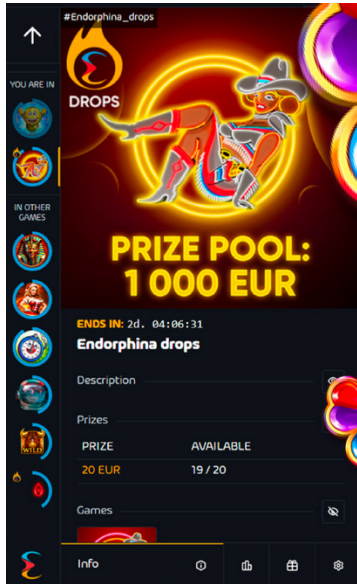 #Endorphina_drops
YOU ARE IN
DROPS
IN OTHER
GAMES
PRIZE POOL:
1 000 EUR
ENDS IN: 2d. 04:06:31
Endorphina drops
Description
Prizes
PRIZE AVAILABLE
20 EUR 19 / 20
WILD
Games
Info